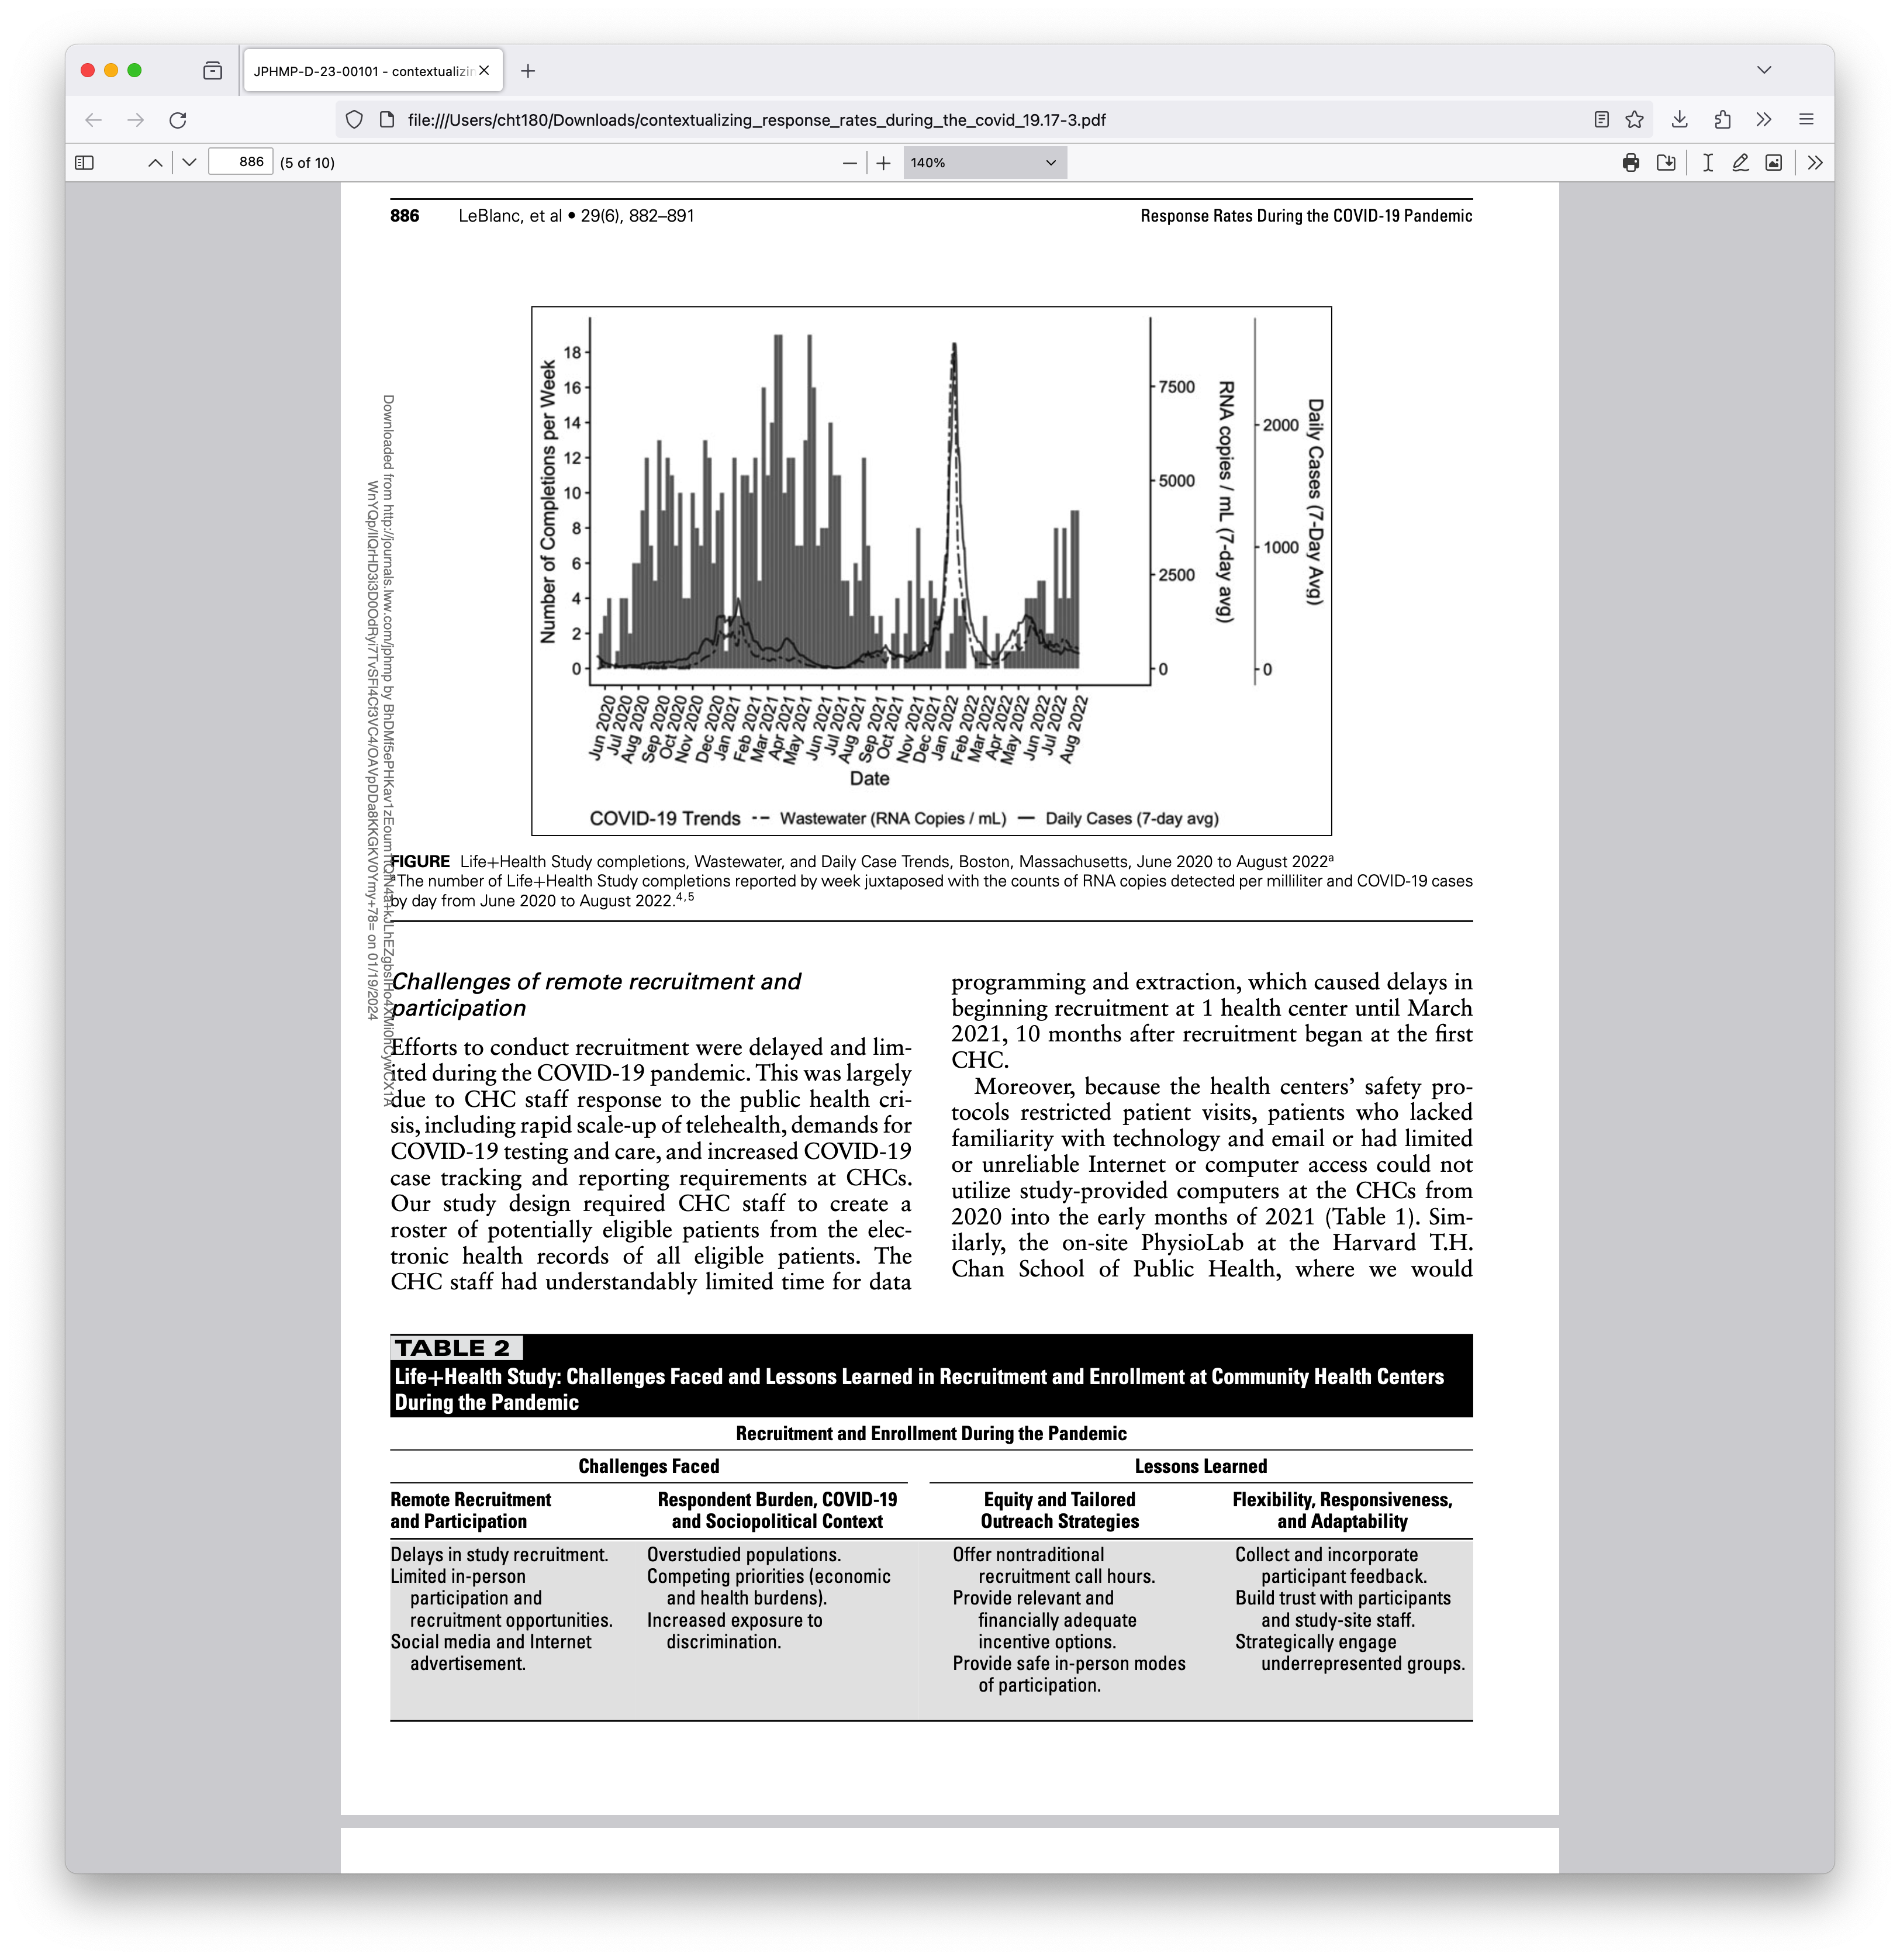 JPHMP-D-23-00101 - contextualizin
file:///Users/cht180/Downloads/contextualizing_response_rates_during_the_covid_19.17-3.pdf
886 (5 of 10)
140%
886 LeBlanc, et al • 29(6), 882–891 Response Rates During the COVID-19 Pandemic
Number of Completions per Week
18
16
14
12
10
8
6
4
2
0
7500
5000
2500
0
RNA copies / mL (7-day avg)
2000
1000
0
Daily Cases (7-Day Avg)
Jun 2020
Jul 2020
Aug 2020
Sep 2020
Oct 2020
Nov 2020
Dec 2020
Jan 2021
Feb 2021
Mar 2021
Apr 2021
May 2021
Jun 2021
Jul 2021
Aug 2021
Sep 2021
Oct 2021
Nov 2021
Dec 2021
Jan 2022
Feb 2022
Mar 2022
Apr 2022
May 2022
Jun 2022
Jul 2022
Aug 2022
Date
COVID-19 Trends Wastewater (RNA Copies / mL) Daily Cases (7-day avg)
Downloaded from http://journals.lww.com/jphmp by
on 01/19/2024
FIGURE Life+Health Study completions, Wastewater, and Daily Case Trends, Boston, Massachusetts, June 2020 to August 2022a
aThe number of Life+Health Study completions reported by week juxtaposed with the counts of RNA copies detected per milliliter and COVID-19 cases
by day from June 2020 to August 2022.4,5
Challenges of remote recruitment and
participation
Efforts to conduct recruitment were delayed and lim-
ited during the COVID-19 pandemic. This was largely
due to CHC staff response to the public health cri-
sis, including rapid scale-up of telehealth, demands for
COVID-19 testing and care, and increased COVID-19
case tracking and reporting requirements at CHCs.
Our study design required CHC staff to create a
roster of potentially eligible patients from the elec-
tronic health records of all eligible patients. The
CHC staff had understandably limited time for data
programming and extraction, which caused delays in
beginning recruitment at 1 health center until March
2021, 10 months after recruitment began at the first
CHC.
Moreover, because the health centers’ safety pro-
tocols restricted patient visits, patients who lacked
familiarity with technology and email or had limited
or unreliable Internet or computer access could not
utilize study-provided computers at the CHCs from
2020 into the early months of 2021 (Table 1). Sim-
ilarly, the on-site PhysioLab at the Harvard T.H.
Chan School of Public Health, where we would
TABLE 2
Life+Health Study: Challenges Faced and Lessons Learned in Recruitment and Enrollment at Community Health Centers
During the Pandemic
Recruitment and Enrollment During the Pandemic
Challenges Faced
Lessons Learned
Remote Recruitment
and Participation
Respondent Burden, COVID-19
and Sociopolitical Context
Equity and Tailored
Outreach Strategies
Flexibility, Responsiveness,
and Adaptability
Delays in study recruitment.
Limited in-person
participation and
recruitment opportunities.
Social media and Internet
advertisement.
Overstudied populations.
Competing priorities (economic
and health burdens).
Increased exposure to
discrimination.
Offer nontraditional
recruitment call hours.
Provide relevant and
financially adequate
incentive options.
Provide safe in-person modes
of participation.
Collect and incorporate
participant feedback.
Build trust with participants
and study-site staff.
Strategically engage
underrepresented groups.